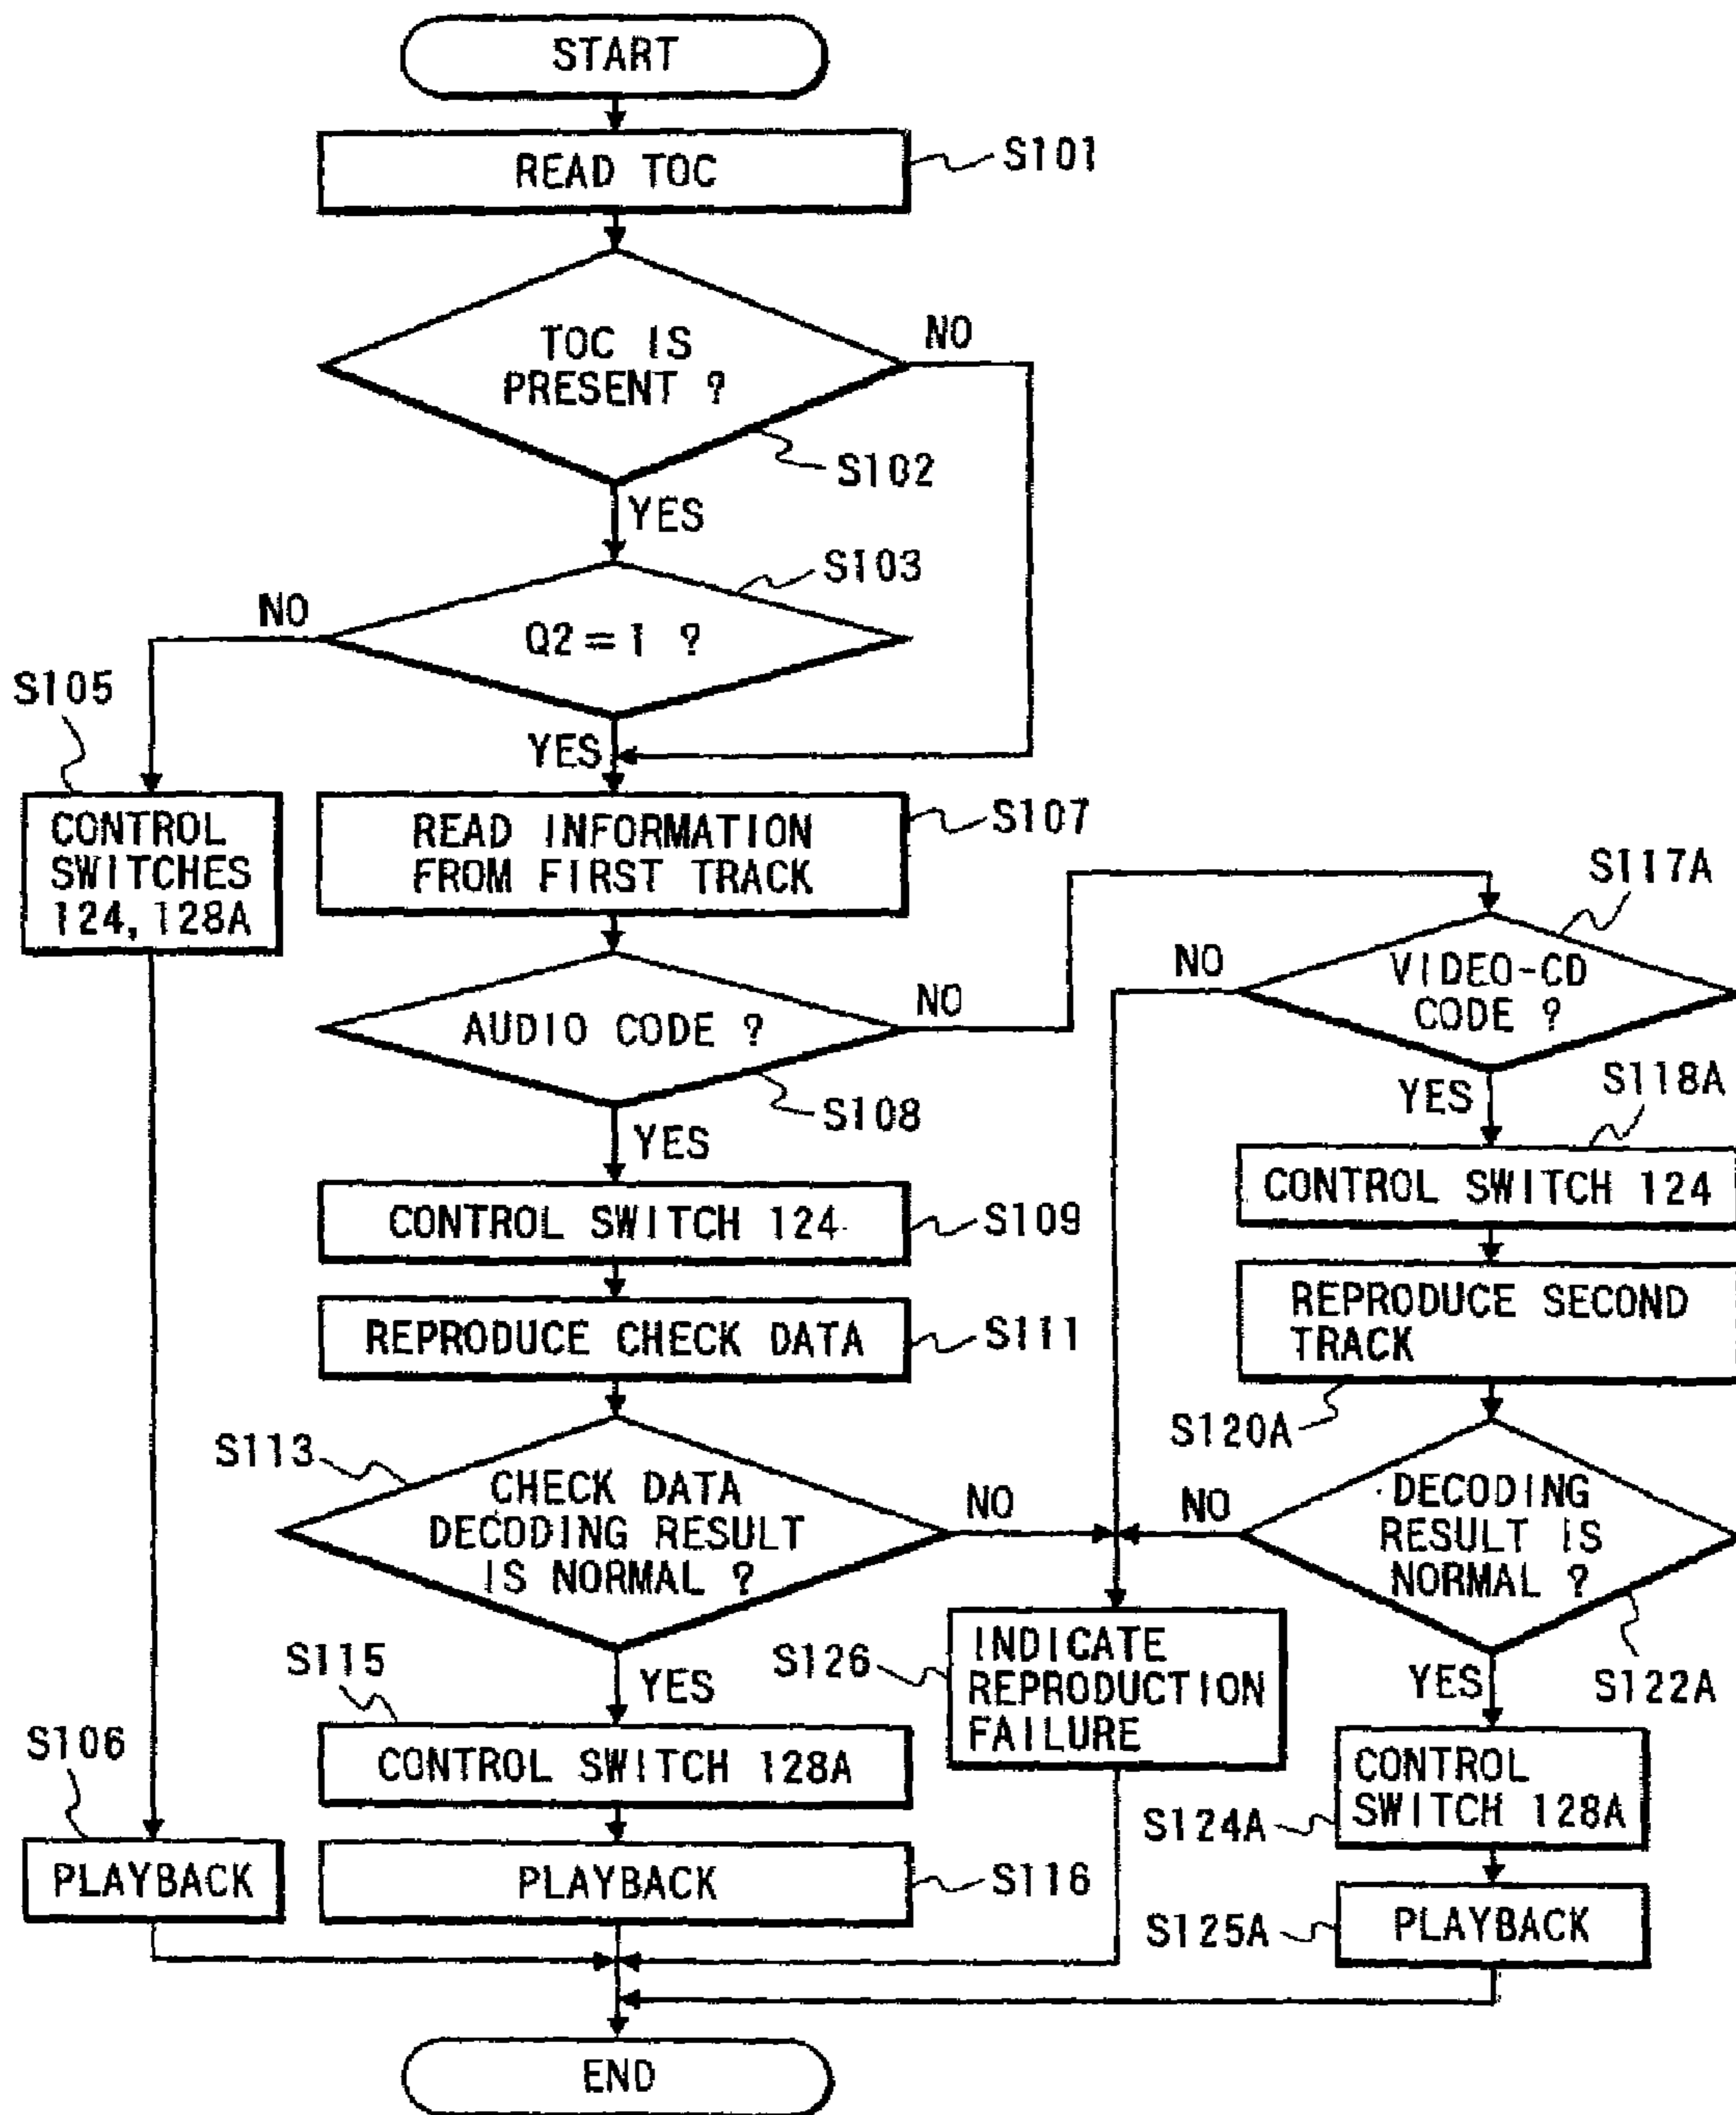 START
READ TOC
S101
TOC IS
PRESENT ?
NO
S102
YES
S103
NO
Q2=1 ?
S105
YES
CONTROL
SWITCHES
124, 128A
READ INFORMATION
FROM FIRST TRACK
S107
S117A
AUDIO CODE ?
NO
NO
VIDEO-CD
CODE ?
S108
YES
YES
S118A
CONTROL SWITCH 124
S109
CONTROL SWITCH 124
REPRODUCE CHECK DATA
S111
REPRODUCE SECOND
TRACK
S120A
S113
CHECK DATA
DECODING RESULT
IS NORMAL ?
NO
NO
DECODING
RESULT IS
NORMAL ?
S122A
S115
YES
S126
INDICATE
REPRODUCTION
FAILURE
YES
S106
CONTROL SWITCH 128A
CONTROL
SWITCH 128A
S124A
PLAYBACK
PLAYBACK
S116
S125A
PLAYBACK
END